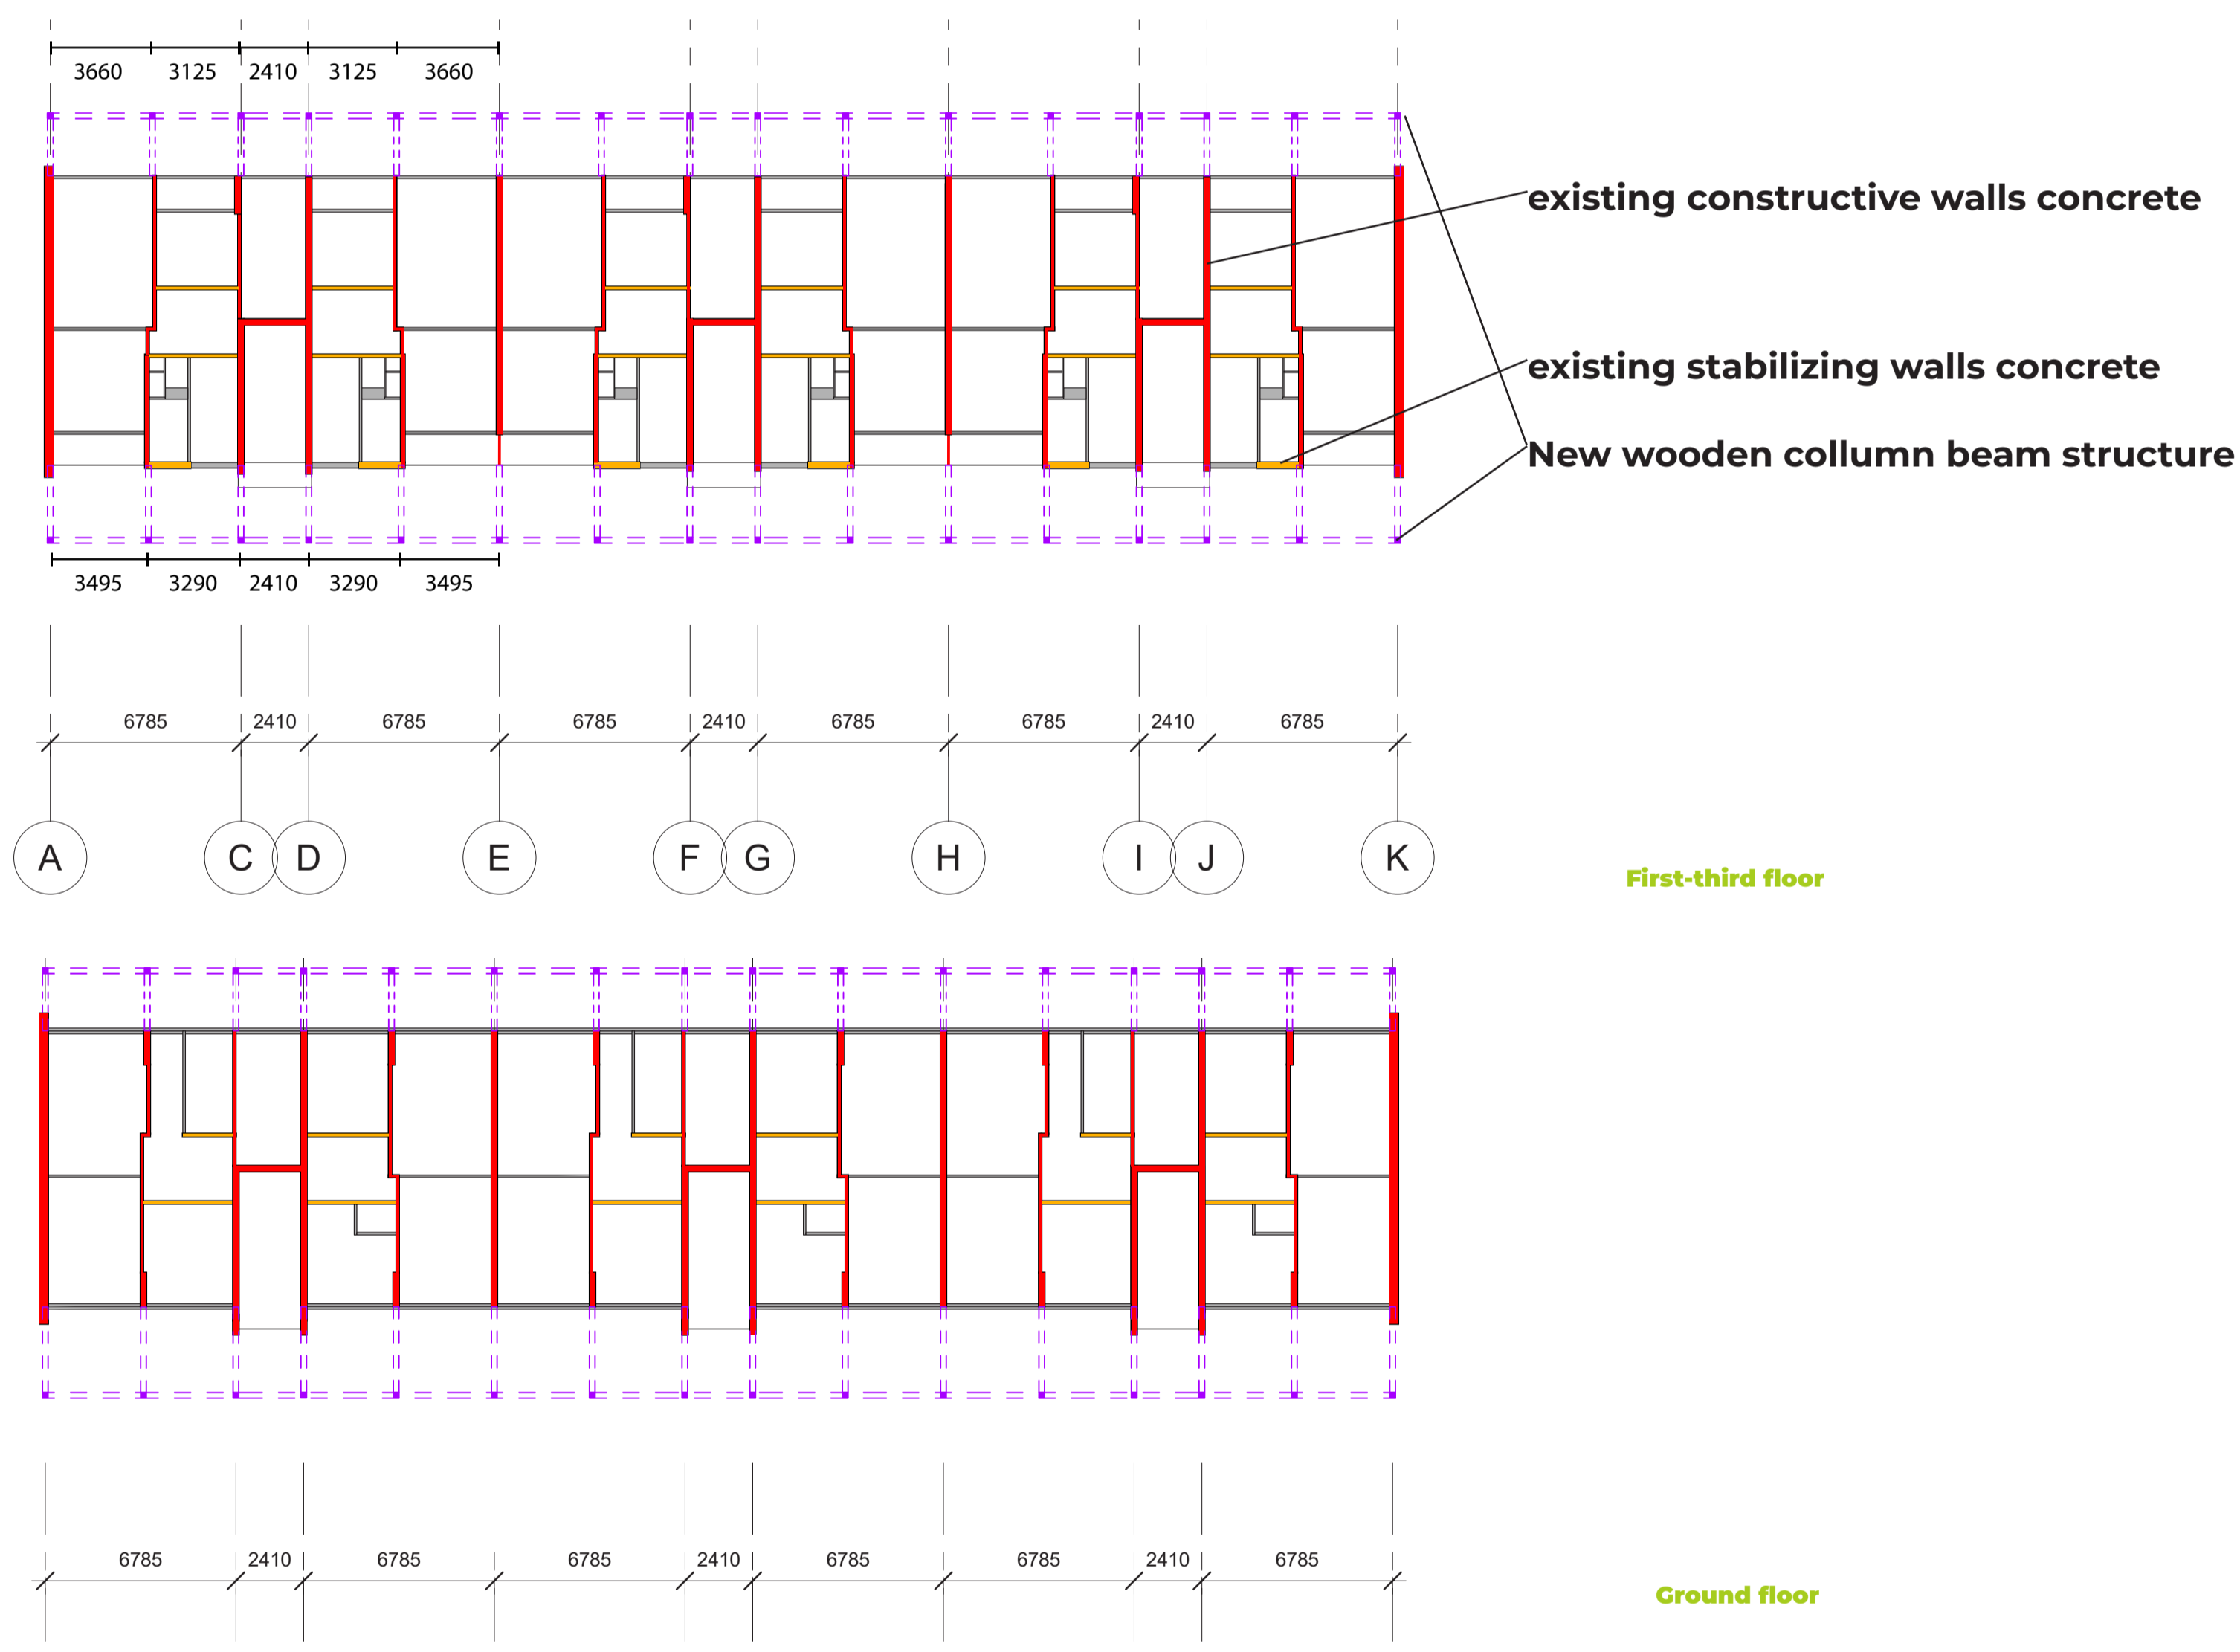 3660 3125 2410 3125 3660
existing constructive walls concrete
existing stabilizing walls concrete
New wooden collumn beam structure
3495 3290 2410 3290 3495
6785 2410 6785 6785 2410 6785 6785 2410 6785
A C D E F G H I J K
First-third floor
6785 2410 6785 6785 2410 6785 6785 2410 6785
Ground floor